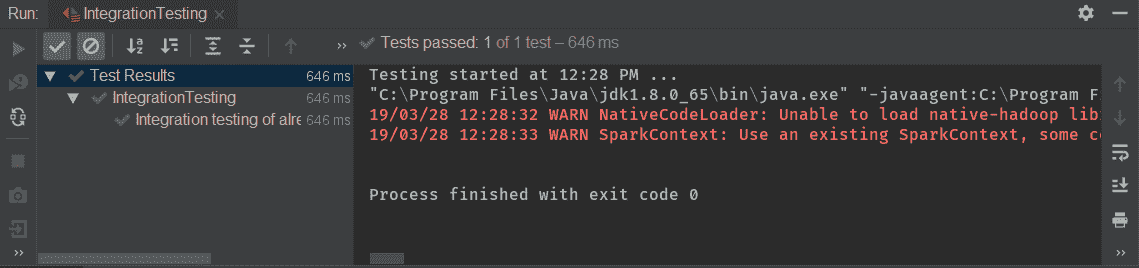 Run: IntegrationTesting
Tests passed: 1 of 1 test – 646 ms
Test Results 646 ms
IntegrationTesting 646 ms
Integration testing of alre 646 ms
Testing started at 12:28 PM ...
"C:\Program Files\Java\jdk1.8.0_65\bin\java.exe" "-javaagent:C:\Program F
19/03/28 12:28:32 WARN NativeCodeLoader: Unable to load native-hadoop lib
19/03/28 12:28:33 WARN SparkContext: Use an existing SparkContext, some c
Process finished with exit code 0